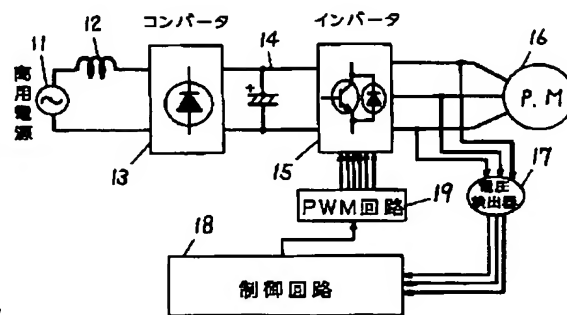 コンバータ
インバータ
11
12
14
16
商用電源
+
P.M
13
15
17
電圧
検出器
19
PWM回路
18
制御回路